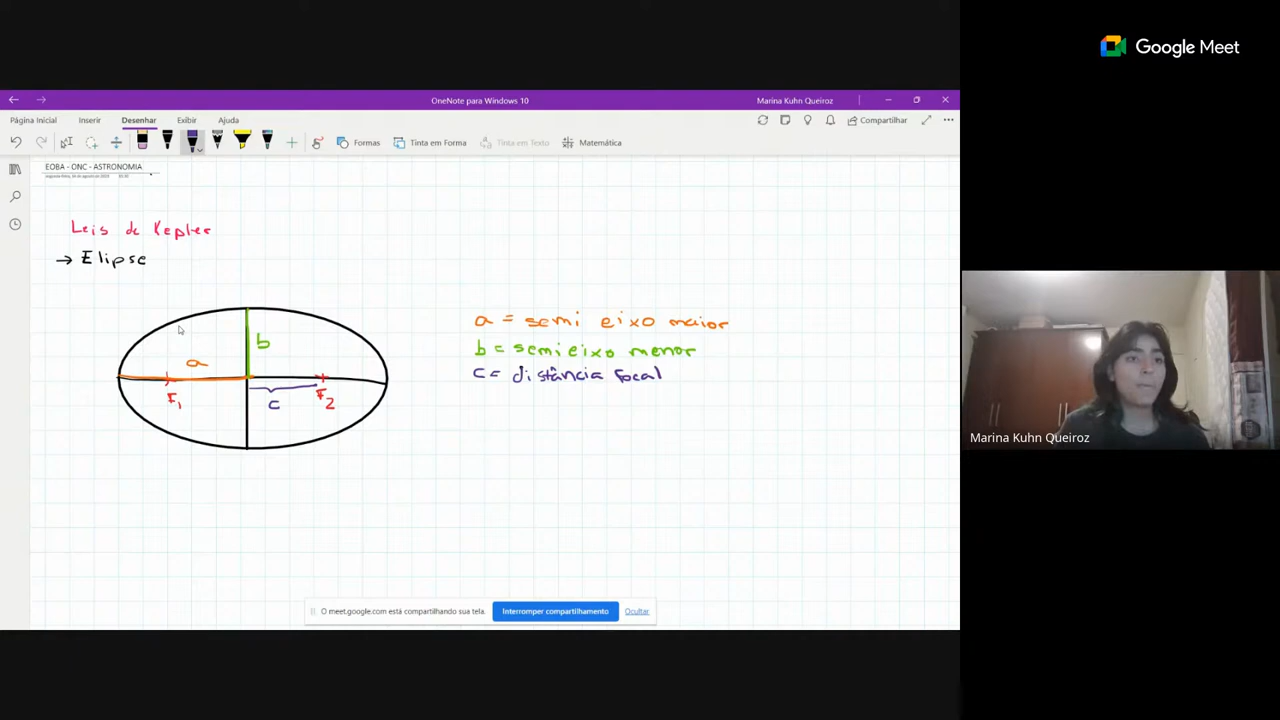 Google Meet
OneNote para Windows 10
Marina Kuhn Queiroz
Página Inicial Inserir Desenhar Exibir Ajuda
Compartilhar
Formas Tinta em Forma Tinta em Texto Matemática
EOBA - ONC - ASTRONOMIA
Leis de Kepler
→ Elipse
a = semi eixo maior
b = semieixo menor
c = distância focal
b
a
F1
c
F2
Marina Kuhn Queiroz
O meet.google.com está compartilhando sua tela. Interromper compartilhamento Ocultar